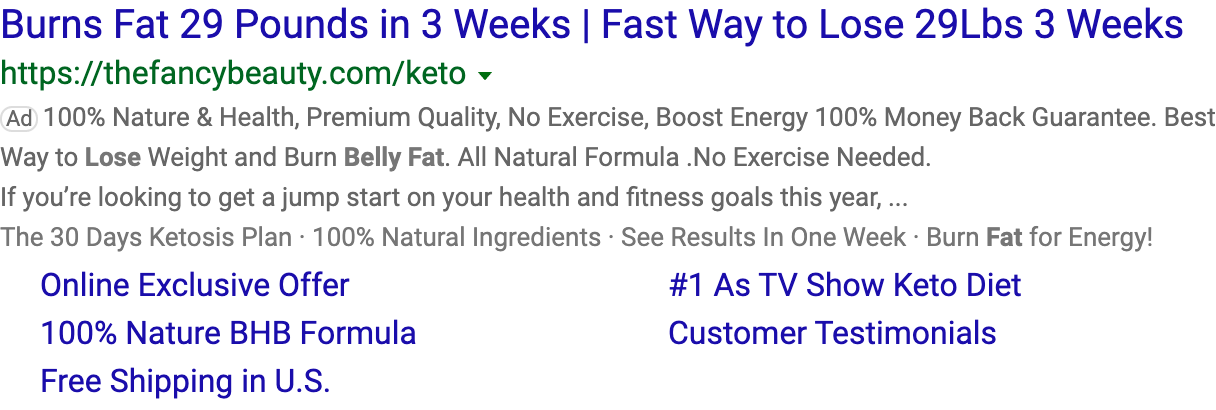 Burns Fat 29 Pounds in 3 Weeks | Fast Way to Lose 29Lbs 3 Weeks
https://thefancybeauty.com/keto
Ad 100% Nature & Health, Premium Quality, No Exercise, Boost Energy 100% Money Back Guarantee. Best
Way to Lose Weight and Burn Belly Fat. All Natural Formula .No Exercise Needed.
If you’re looking to get a jump start on your health and fitness goals this year, ...
The 30 Days Ketosis Plan · 100% Natural Ingredients · See Results In One Week · Burn Fat for Energy!
Online Exclusive Offer
#1 As TV Show Keto Diet
100% Nature BHB Formula
Customer Testimonials
Free Shipping in U.S.